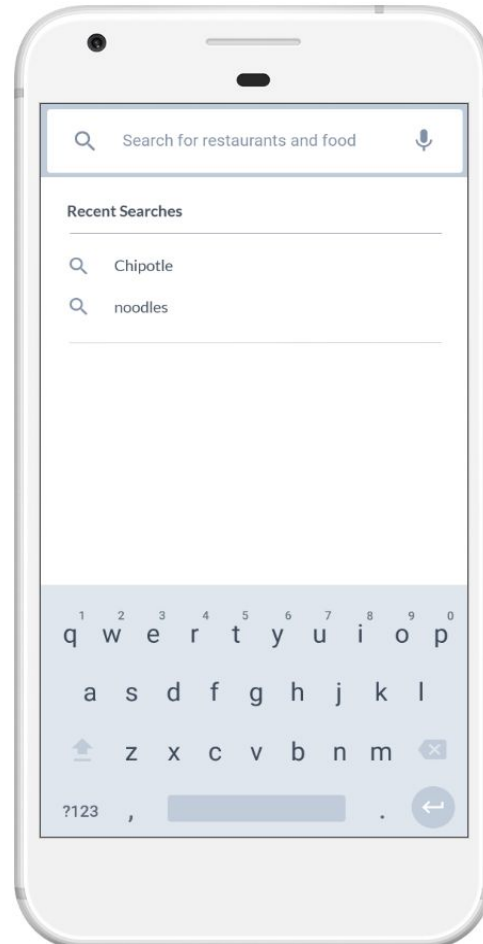 Search for restaurants and food
Recent Searches
Chipotle
noodles
1 2 3 4 5 6 7 8 9 0
q w e r t y u i o p
a s d f g h j k l
z x c v b n m
?123 , .